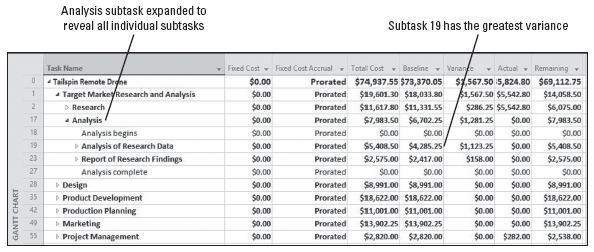 Analysis subtask expanded to
reveal all individual subtasks
Subtask 19 has the greatest variance
Task Name Fixed Cost Fixed Cost Accrual Total Cost Baseline Variance Actual Remaining
0 Tailspin Remote Drone $0.00 Prorated $74,937.55 $73,370.05 $1,567.50 5,824.80 $69,112.75
1 Target Market Research and Analysis $0.00 Prorated $19,601.30 $18,033.80 $1,567.50 $5,542.80 $14,058.50
2 Research $0.00 Prorated $11,617.80 $11,331.55 $286.25 $5,542.80 $6,075.00
17 Analysis $0.00 Prorated $7,983.50 $6,702.25 $1,281.25 $0.00 $7,983.50
18 Analysis begins $0.00 Prorated $0.00 $0.00 $0.00 $0.00 $0.00
19 Analysis of Research Data $0.00 Prorated $5,408.50 $4,285.25 $1,123.25 $0.00 $5,408.50
23 Report of Research Findings $0.00 Prorated $2,575.00 $2,417.00 $158.00 $0.00 $2,575.00
27 Analysis complete $0.00 Prorated $0.00 $0.00 $0.00 $0.00 $0.00
28 Design $0.00 Prorated $8,991.00 $8,991.00 $0.00 $0.00 $8,991.00
35 Product Development $0.00 Prorated $18,622.00 $18,622.00 $0.00 $0.00 $18,622.00
42 Production Planning $0.00 Prorated $11,001.00 $11,001.00 $0.00 $0.00 $11,001.00
49 Marketing $0.00 Prorated $13,902.25 $13,902.25 $0.00 $0.00 $13,902.25
55 Project Management $0.00 Prorated $2,820.00 $2,820.00 $0.00 $282.00 $2,538.00
GANTT CHART